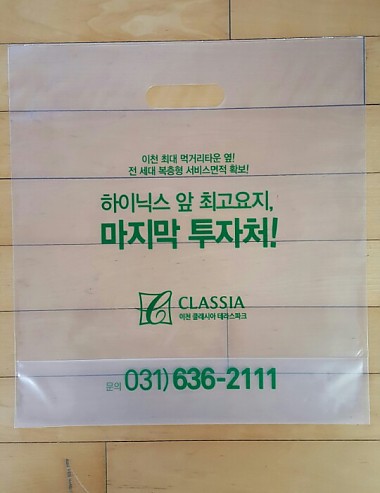 이천 최대 먹거리타운 옆!
전 세대 복층형 서비스면적 확보!
하이닉스 앞 최고요지,
마지막 투자처!
CLASSIA
이천 클래시아 테라스파크
문의 031) 636-2111